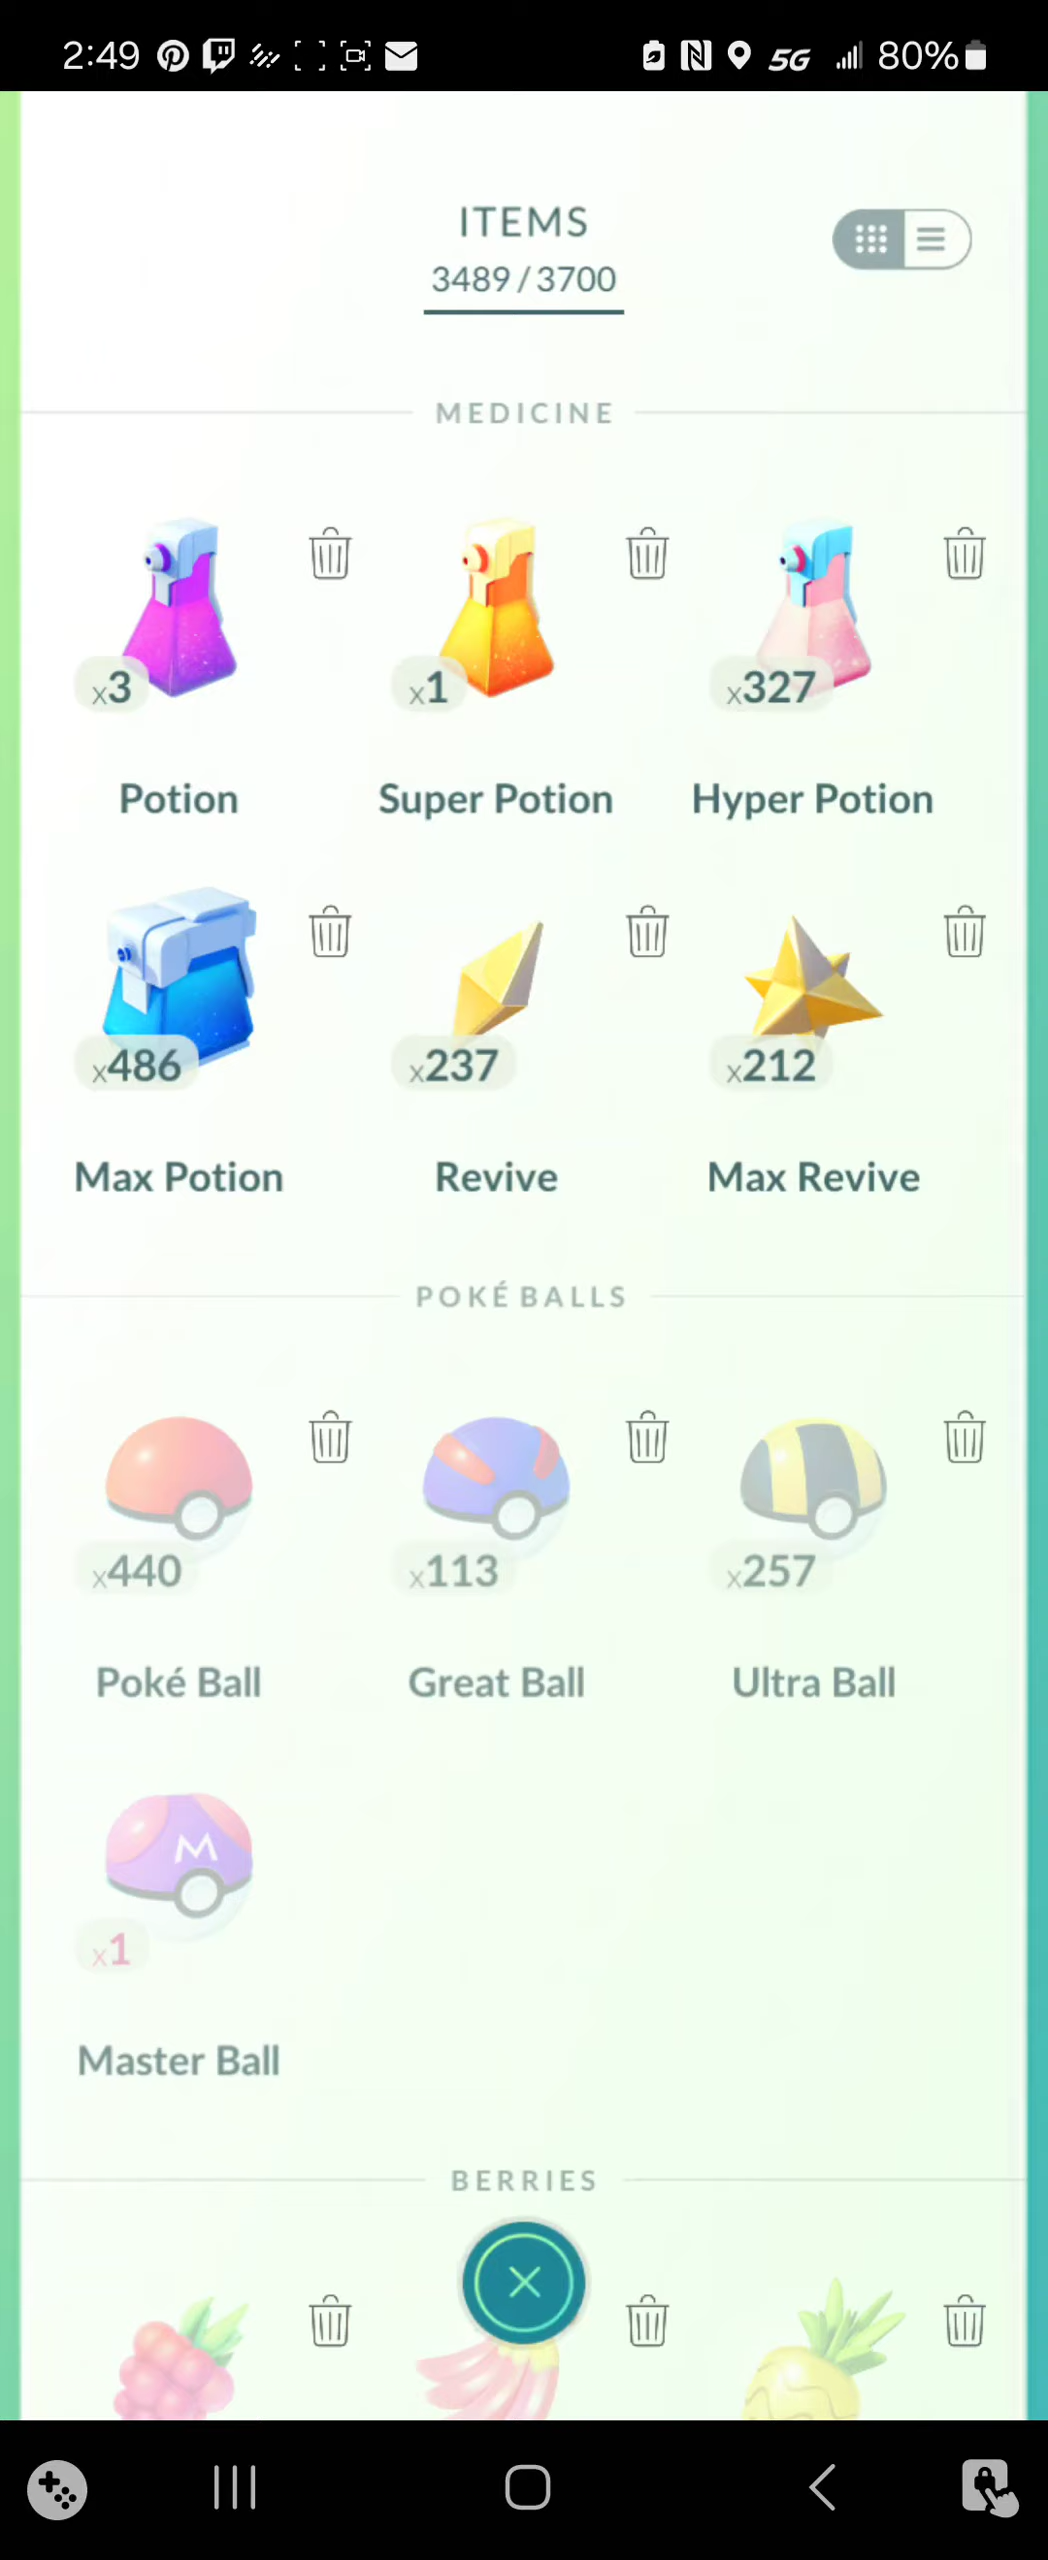 2:49 5G 80%
ITEMS
3489 / 3700
MEDICINE
x3 x1 x327
Potion Super Potion Hyper Potion
x486 x237 x212
Max Potion Revive Max Revive
POKÉ BALLS
x440 x113 x257
Poké Ball Great Ball Ultra Ball
M
x1
Master Ball
BERRIES